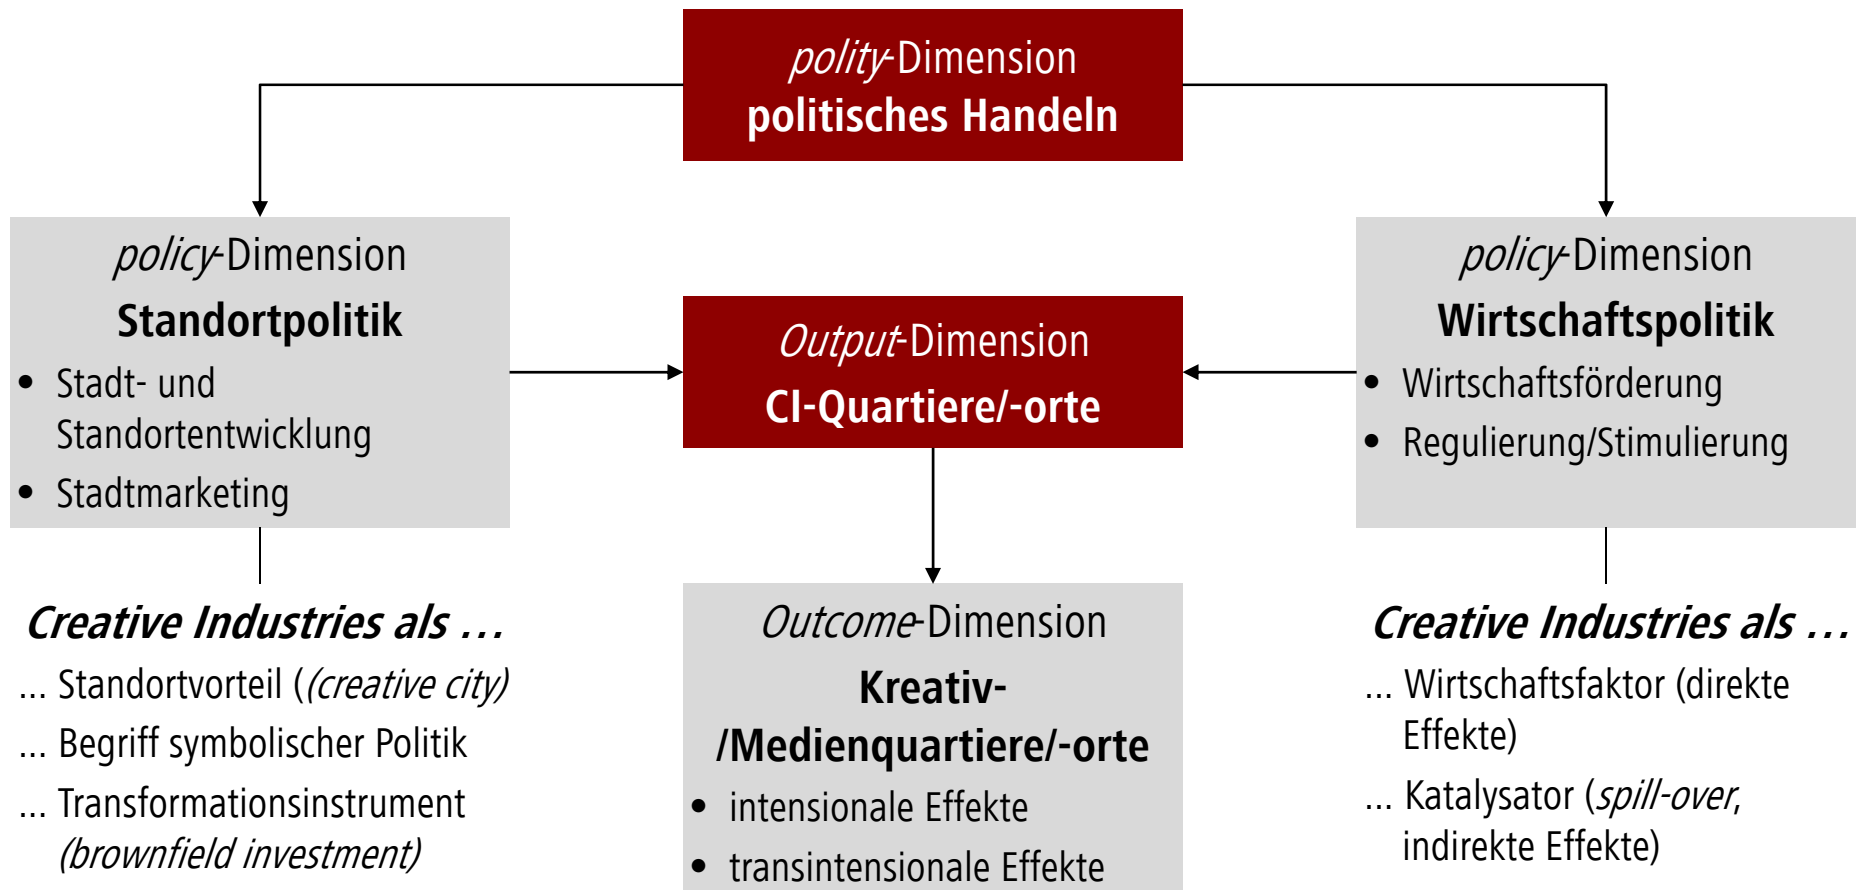 polity-Dimension
politisches Handeln
policy-Dimension
Standortpolitik
• Stadt- und
Standortentwicklung
• Stadtmarketing
Output-Dimension
CI-Quartiere/-orte
policy-Dimension
Wirtschaftspolitik
• Wirtschaftsförderung
• Regulierung/Stimulierung
Creative Industries als ...
... Standortvorteil ((creative city)
... Begriff symbolischer Politik
... Transformationsinstrument
(brownfield investment)
Outcome-Dimension
Kreativ-
/Medienquartiere/-orte
• intensionale Effekte
• transintensionale Effekte
Creative Industries als ...
... Wirtschaftsfaktor (direkte
Effekte)
... Katalysator (spill-over,
indirekte Effekte)